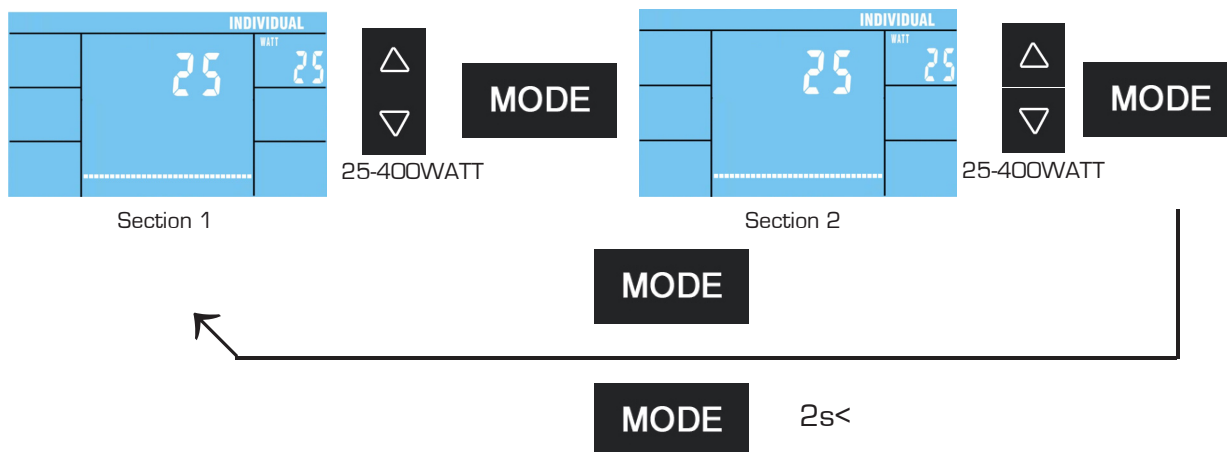 INDIVIDUAL
WATT
25
25
MODE
25-400WATT
Section 1
INDIVIDUAL
WATT
25
25
MODE
25-400WATT
Section 2
MODE
MODE 2s<